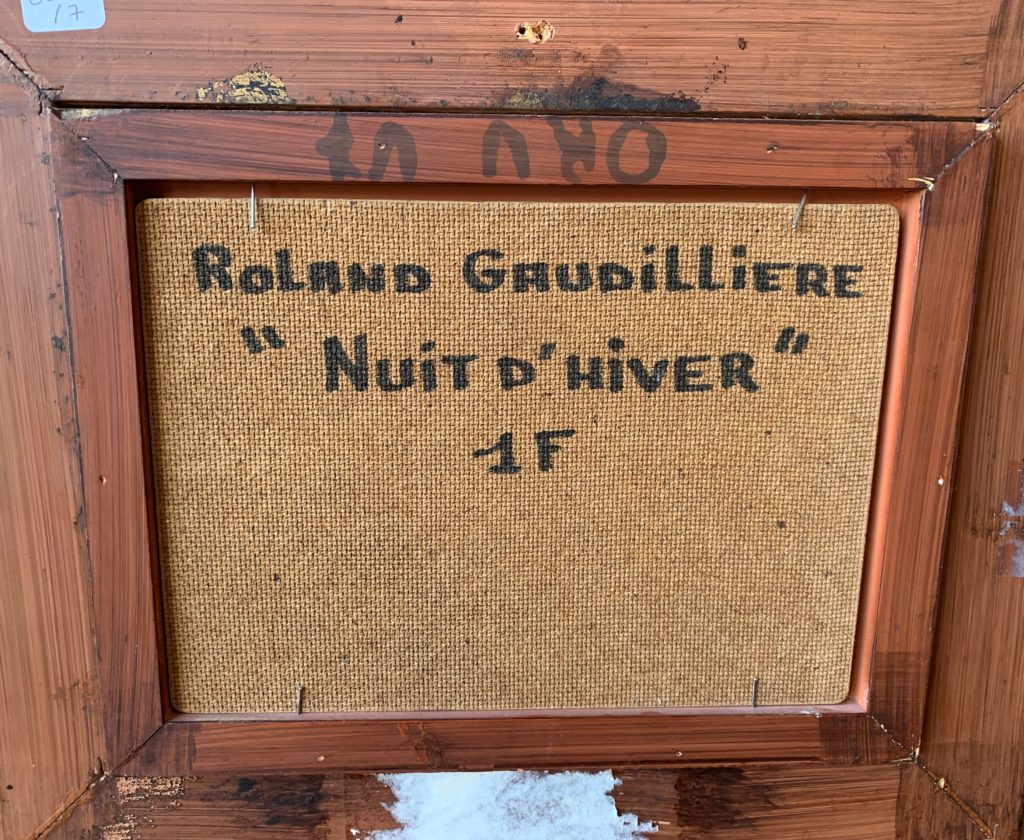 17
Roland Gaudilliere
" Nuit d'hiver "
1F